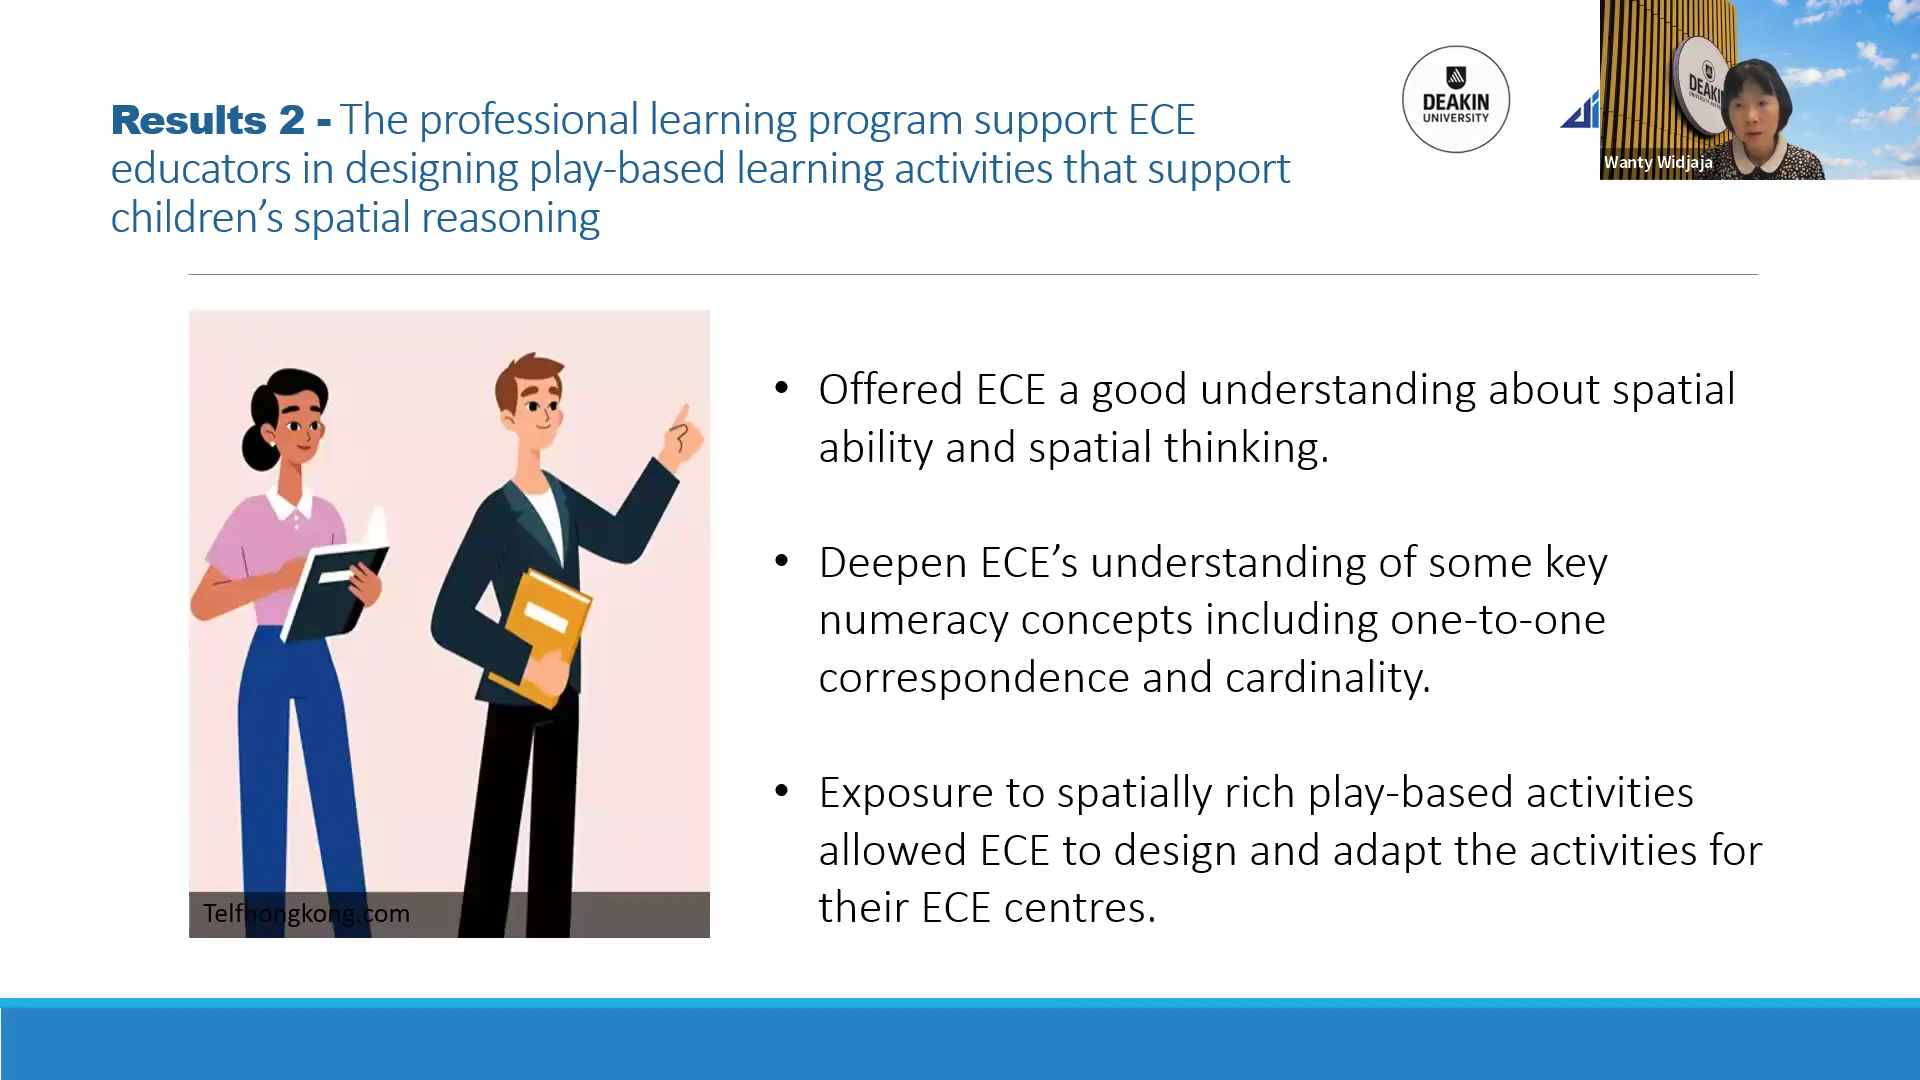 Results 2 - The professional learning program support ECE
educators in designing play-based learning activities that support
children's spatial reasoning
DEAKIN
UNIVERSITY
DEAKIN
Wanty Widjaja
• Offered ECE a good understanding about spatial
ability and spatial thinking.
• Deepen ECE's understanding of some key
numeracy concepts including one-to-one
correspondence and cardinality.
• Exposure to spatially rich play-based activities
allowed ECE to design and adapt the activities for
their ECE centres.
Telfhongkong.com